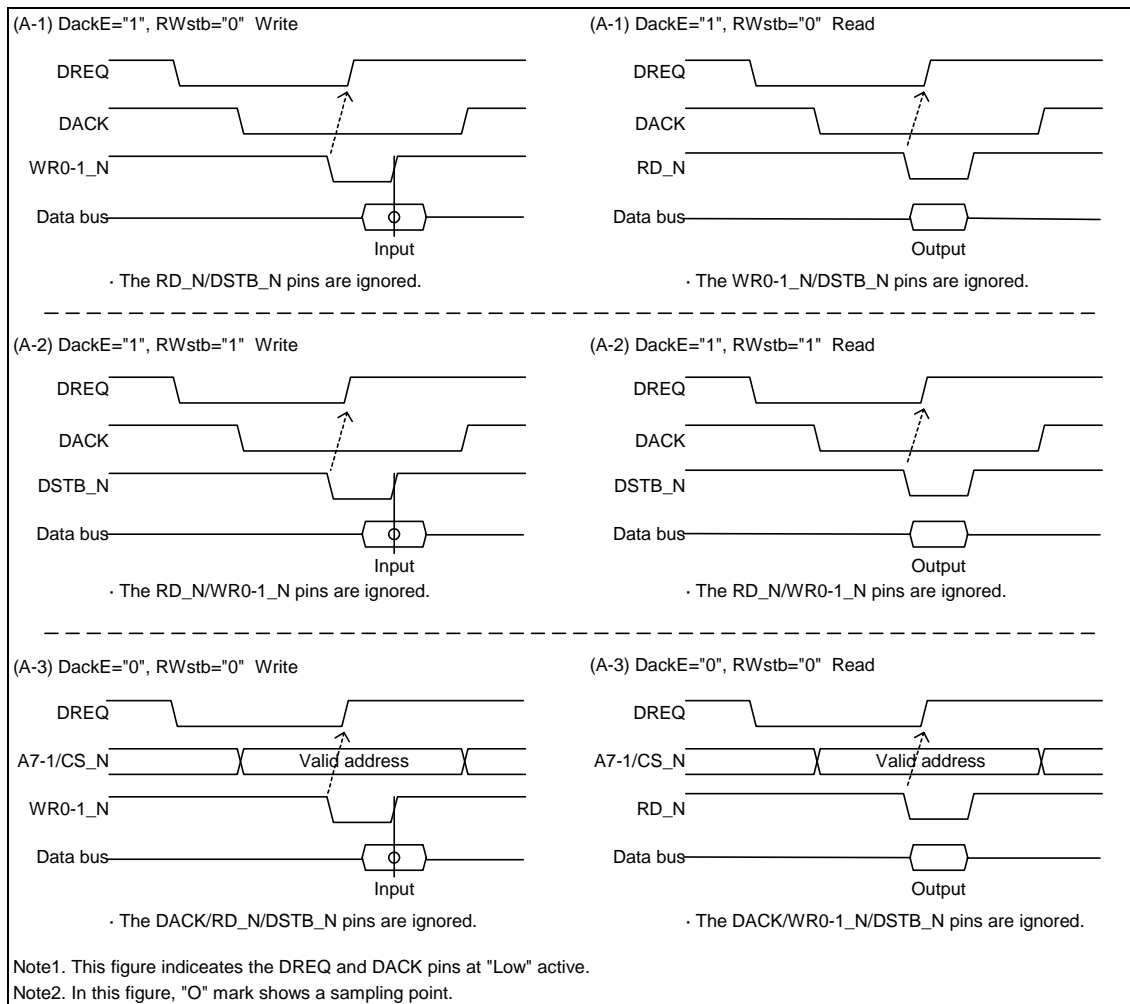 (A-1) DackE="1", RWstb="0" Write
DREQ
DACK
WR0-1_N
Data bus
Input
· The RD_N/DSTB_N pins are ignored.
(A-1) DackE="1", RWstb="0" Read
DREQ
DACK
RD_N
Data bus
Output
· The WR0-1_N/DSTB_N pins are ignored.
(A-2) DackE="1", RWstb="1" Write
DREQ
DACK
DSTB_N
Data bus
Input
· The RD_N/WR0-1_N pins are ignored.
(A-2) DackE="1", RWstb="1" Read
DREQ
DACK
DSTB_N
Data bus
Output
· The RD_N/WR0-1_N pins are ignored.
(A-3) DackE="0", RWstb="0" Write
DREQ
A7-1/CS_N
Valid address
WR0-1_N
Data bus
Input
· The DACK/RD_N/DSTB_N pins are ignored.
(A-3) DackE="0", RWstb="0" Read
DREQ
A7-1/CS_N
Valid address
RD_N
Data bus
Output
· The DACK/WR0-1_N/DSTB_N pins are ignored.
Note1. This figure indiceates the DREQ and DACK pins at "Low" active.
Note2. In this figure, "O" mark shows a sampling point.